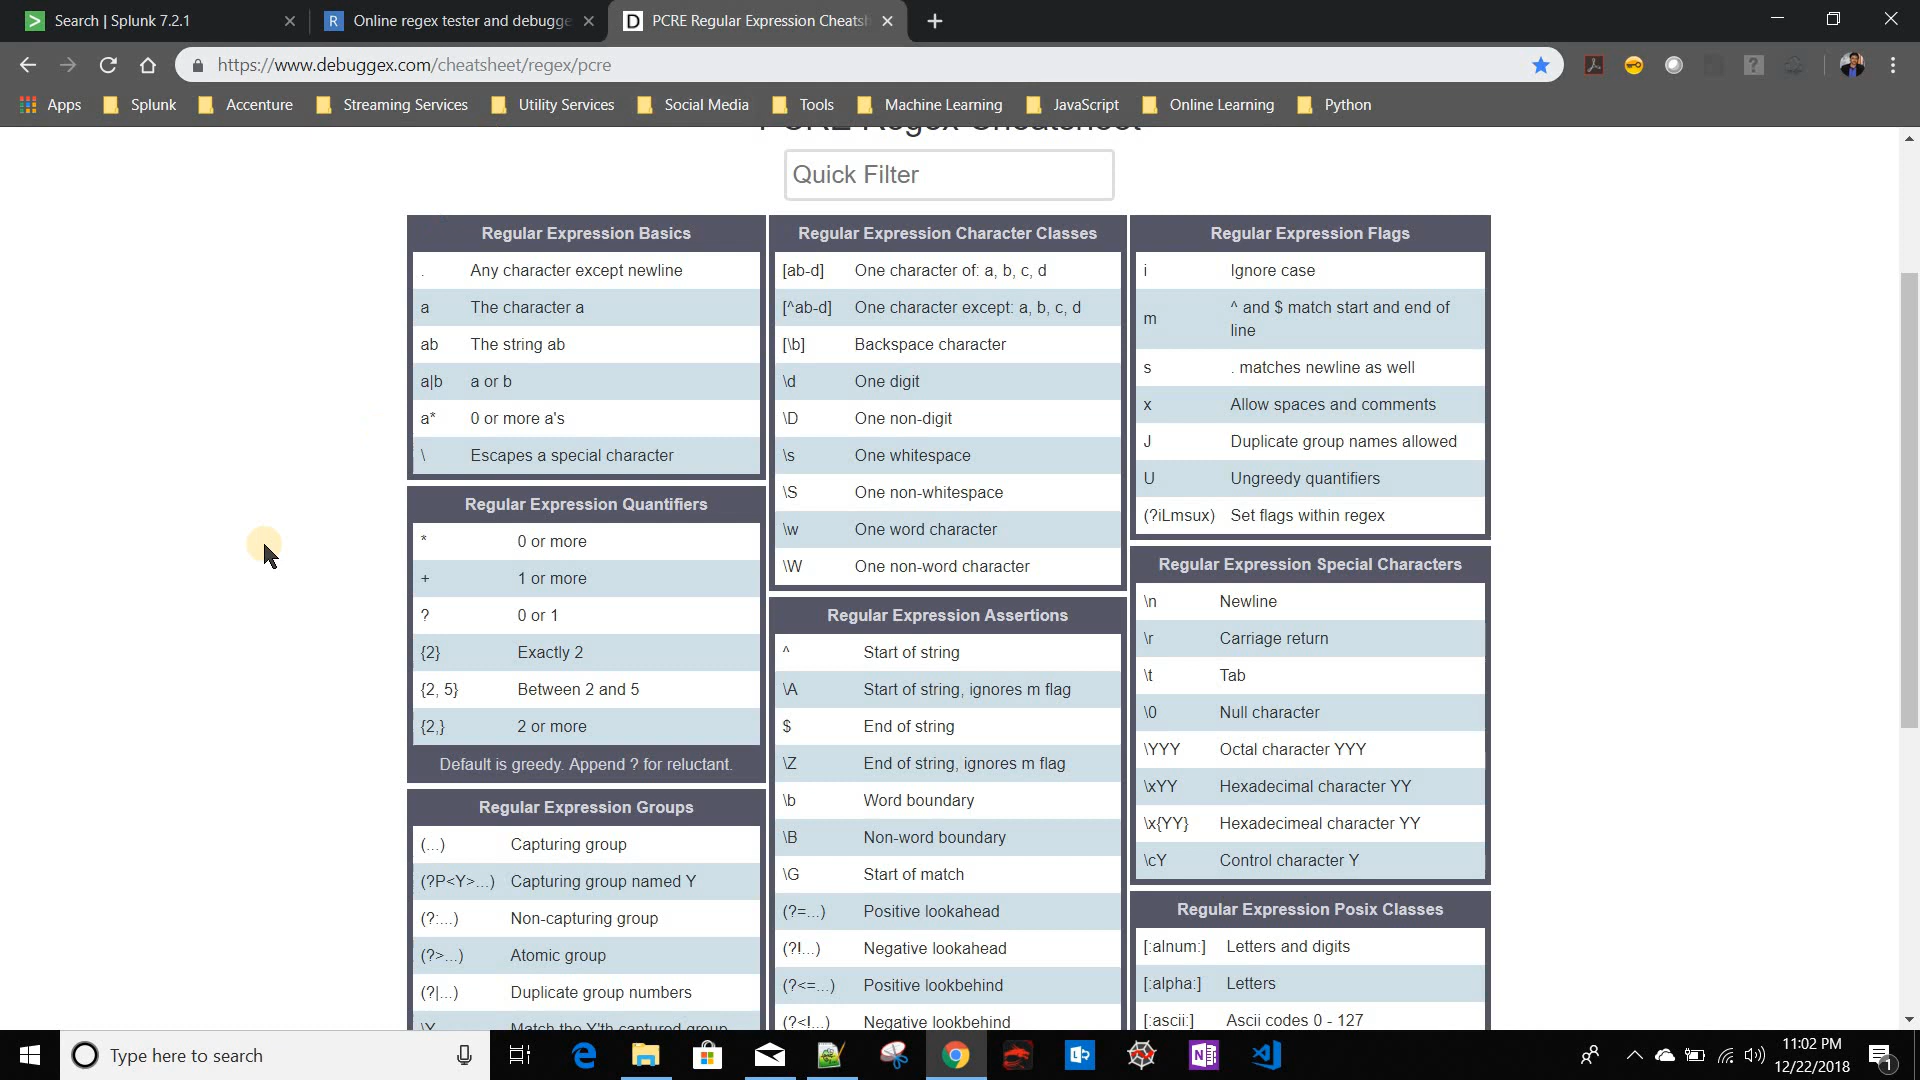 Search | Splunk 7.2.1
Online regex tester and debugge
PCRE Regular Expression Cheatsh
https://www.debuggex.com/cheatsheet/regex/pcre
Apps
Splunk
Accenture
Streaming Services
Utility Services
Social Media
Tools
Machine Learning
JavaScript
Online Learning
Python
PCRE Regex Cheatsheet
Quick Filter
Regular Expression Basics
. Any character except newline
a The character a
ab The string ab
a|b a or b
a* 0 or more a's
\ Escapes a special character
Regular Expression Quantifiers
* 0 or more
+ 1 or more
? 0 or 1
{2} Exactly 2
{2, 5} Between 2 and 5
{2,} 2 or more
Default is greedy. Append ? for reluctant.
Regular Expression Groups
(...) Capturing group
(?P<Y>...) Capturing group named Y
(?:...) Non-capturing group
(?>...) Atomic group
(?|...) Duplicate group numbers
\Y Match the Y'th captured group
Regular Expression Character Classes
[ab-d] One character of: a, b, c, d
[^ab-d] One character except: a, b, c, d
[\b] Backspace character
\d One digit
\D One non-digit
\s One whitespace
\S One non-whitespace
\w One word character
\W One non-word character
Regular Expression Assertions
^ Start of string
\A Start of string, ignores m flag
$ End of string
\Z End of string, ignores m flag
\b Word boundary
\B Non-word boundary
\G Start of match
(?=...) Positive lookahead
(?!...) Negative lookahead
(?<=...) Positive lookbehind
(?<!...) Negative lookbehind
Regular Expression Flags
i Ignore case
m ^ and $ match start and end of
line
s . matches newline as well
x Allow spaces and comments
J Duplicate group names allowed
U Ungreedy quantifiers
(?iLmsux) Set flags within regex
Regular Expression Special Characters
\n Newline
\r Carriage return
\t Tab
\0 Null character
\YYY Octal character YYY
\xYY Hexadecimal character YY
\x{YY} Hexadecimeal character YY
\cY Control character Y
Regular Expression Posix Classes
[:alnum:] Letters and digits
[:alpha:] Letters
[:ascii:] Ascii codes 0 - 127
Type here to search
11:02 PM
12/22/2018
1